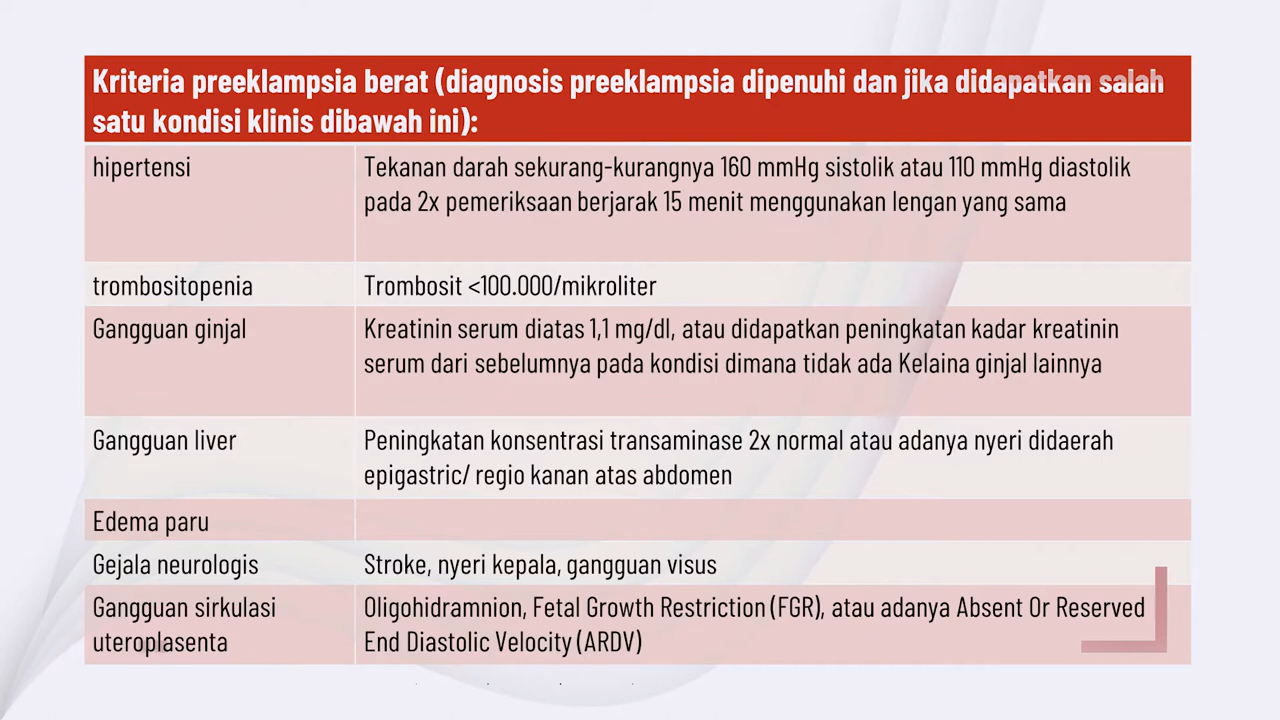 Kriteria preeklampsia berat (diagnosis preeklampsia dipenuhi dan jika didapatkan salah
satu kondisi klinis dibawah ini):
hipertensi
Tekanan darah sekurang-kurangnya 160 mmHg sistolik atau 110 mmHg diastolik
pada 2x pemeriksaan berjarak 15 menit menggunakan lengan yang sama
trombositopenia
Trombosit <100.000/mikroliter
Gangguan ginjal
Kreatinin serum diatas 1,1 mg/dl, atau didapatkan peningkatan kadar kreatinin
serum dari sebelumnya pada kondisi dimana tidak ada Kelaina ginjal lainnya
Gangguan liver
Peningkatan konsentrasi transaminase 2x normal atau adanya nyeri didaerah
epigastric/ regio kanan atas abdomen
Edema paru
Gejala neurologis
Stroke, nyeri kepala, gangguan visus
Gangguan sirkulasi
uteroplasenta
Oligohidramnion, Fetal Growth Restriction (FGR), atau adanya Absent Or Reserved
End Diastolic Velocity (ARDV)